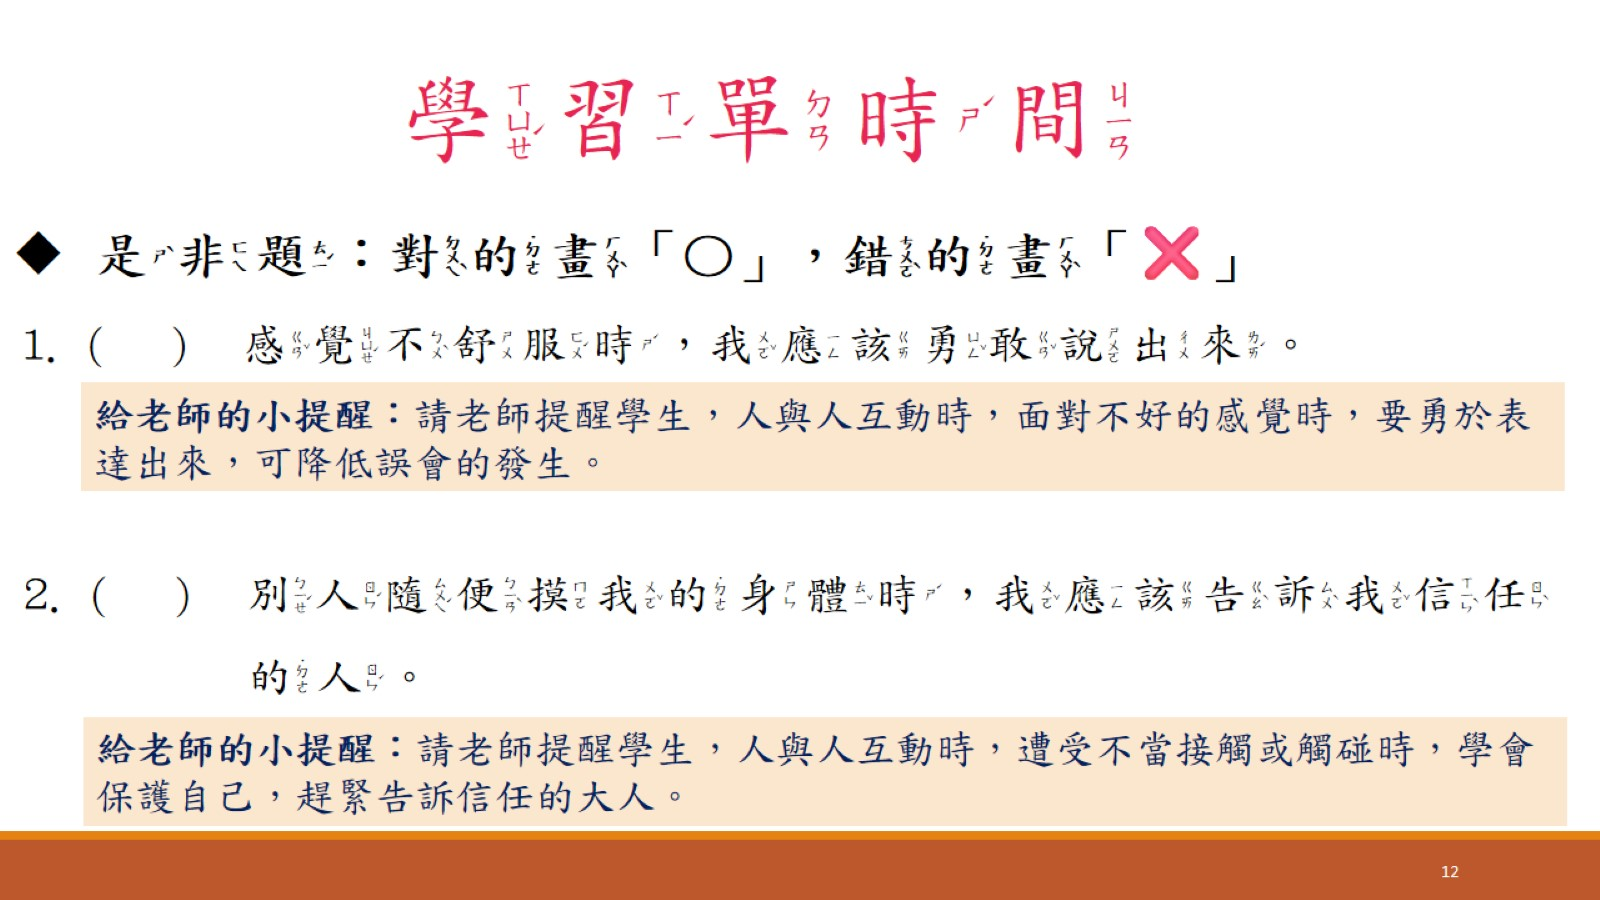 學習單時間
◆ 是非題：對的畫「○」，錯的畫「❌」
1. (　　) 感覺不舒服時，我應該勇敢說出來。
給老師的小提醒：請老師提醒學生，人與人互動時，面對不好的感覺時，要勇於表
達出來，可降低誤會的發生。
2. (　　) 別人隨便摸我的身體時，我應該告訴我信任
的人。
給老師的小提醒：請老師提醒學生，人與人互動時，遭受不當接觸或觸碰時，學會
保護自己，趕緊告訴信任的大人。
12